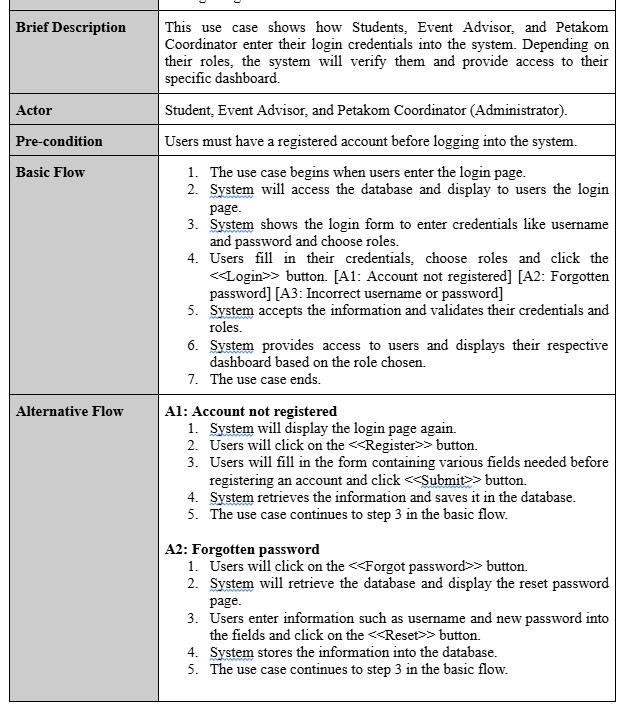 Brief Description
This use case shows how Students, Event Advisor, and Petakom
Coordinator enter their login credentials into the system. Depending on
their roles, the system will verify them and provide access to their
specific dashboard.
Actor
Student, Event Advisor, and Petakom Coordinator (Administrator).
Pre-condition
Users must have a registered account before logging into the system.
Basic Flow
1. The use case begins when users enter the login page.
2. System will access the database and display to users the login
page.
3. System shows the login form to enter credentials like username
and password and choose roles.
4. Users fill in their credentials, choose roles and click the
<<Login>> button. [A1: Account not registered] [A2: Forgotten
password] [A3: Incorrect username or password]
5. System accepts the information and validates their credentials and
roles.
6. System provides access to users and displays their respective
dashboard based on the role chosen.
7. The use case ends.
Alternative Flow
A1: Account not registered
1. System will display the login page again.
2. Users will click on the <<Register>> button.
3. Users will fill in the form containing various fields needed before
registering an account and click <<Submit>> button.
4. System retrieves the information and saves it in the database.
5. The use case continues to step 3 in the basic flow.
A2: Forgotten password
1. Users will click on the <<Forgot password>> button.
2. System will retrieve the database and display the reset password
page.
3. Users enter information such as username and new password into
the fields and click on the <<Reset>> button.
4. System stores the information into the database.
5. The use case continues to step 3 in the basic flow.